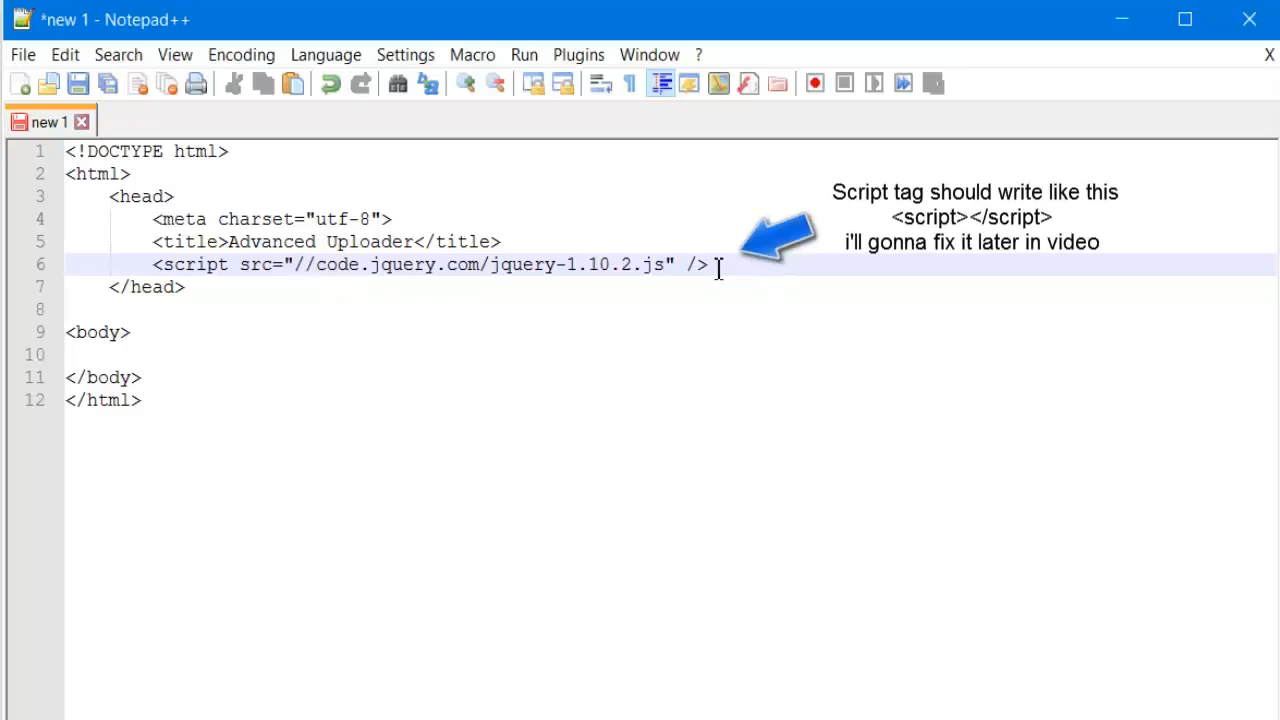 *new 1 - Notepad++
File Edit Search View Encoding Language Settings Macro Run Plugins Window ? X
new 1
1 <!DOCTYPE html>
2 <html>
3 <head>
4 <meta charset="utf-8">
5 <title>Advanced Uploader</title>
6 <script src="//code.jquery.com/jquery-1.10.2.js" />
7 </head>
8
9 <body>
10
11 </body>
12 </html>
Script tag should write like this
<script></script>
i'll gonna fix it later in video